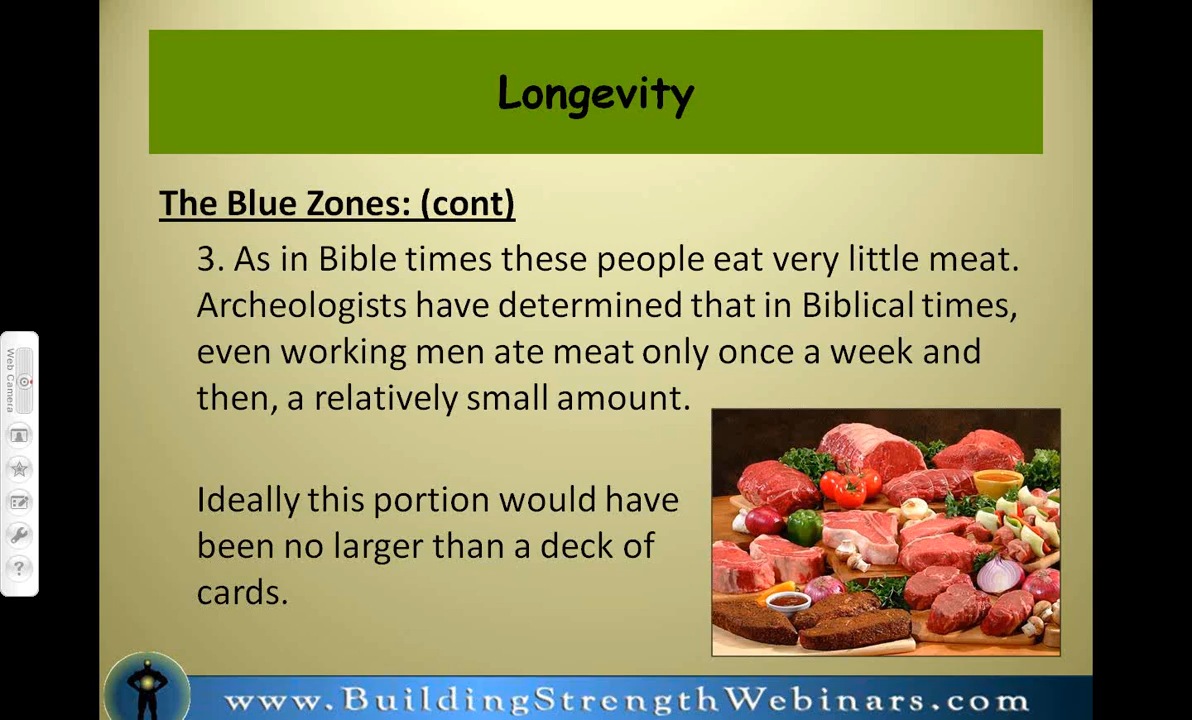 Longevity
The Blue Zones: (cont)
3. As in Bible times these people eat very little meat.
Archeologists have determined that in Biblical times,
even working men ate meat only once a week and
then, a relatively small amount.
Ideally this portion would have
been no larger than a deck of
cards.
Web Camera
?
www.BuildingStrengthWebinars.com